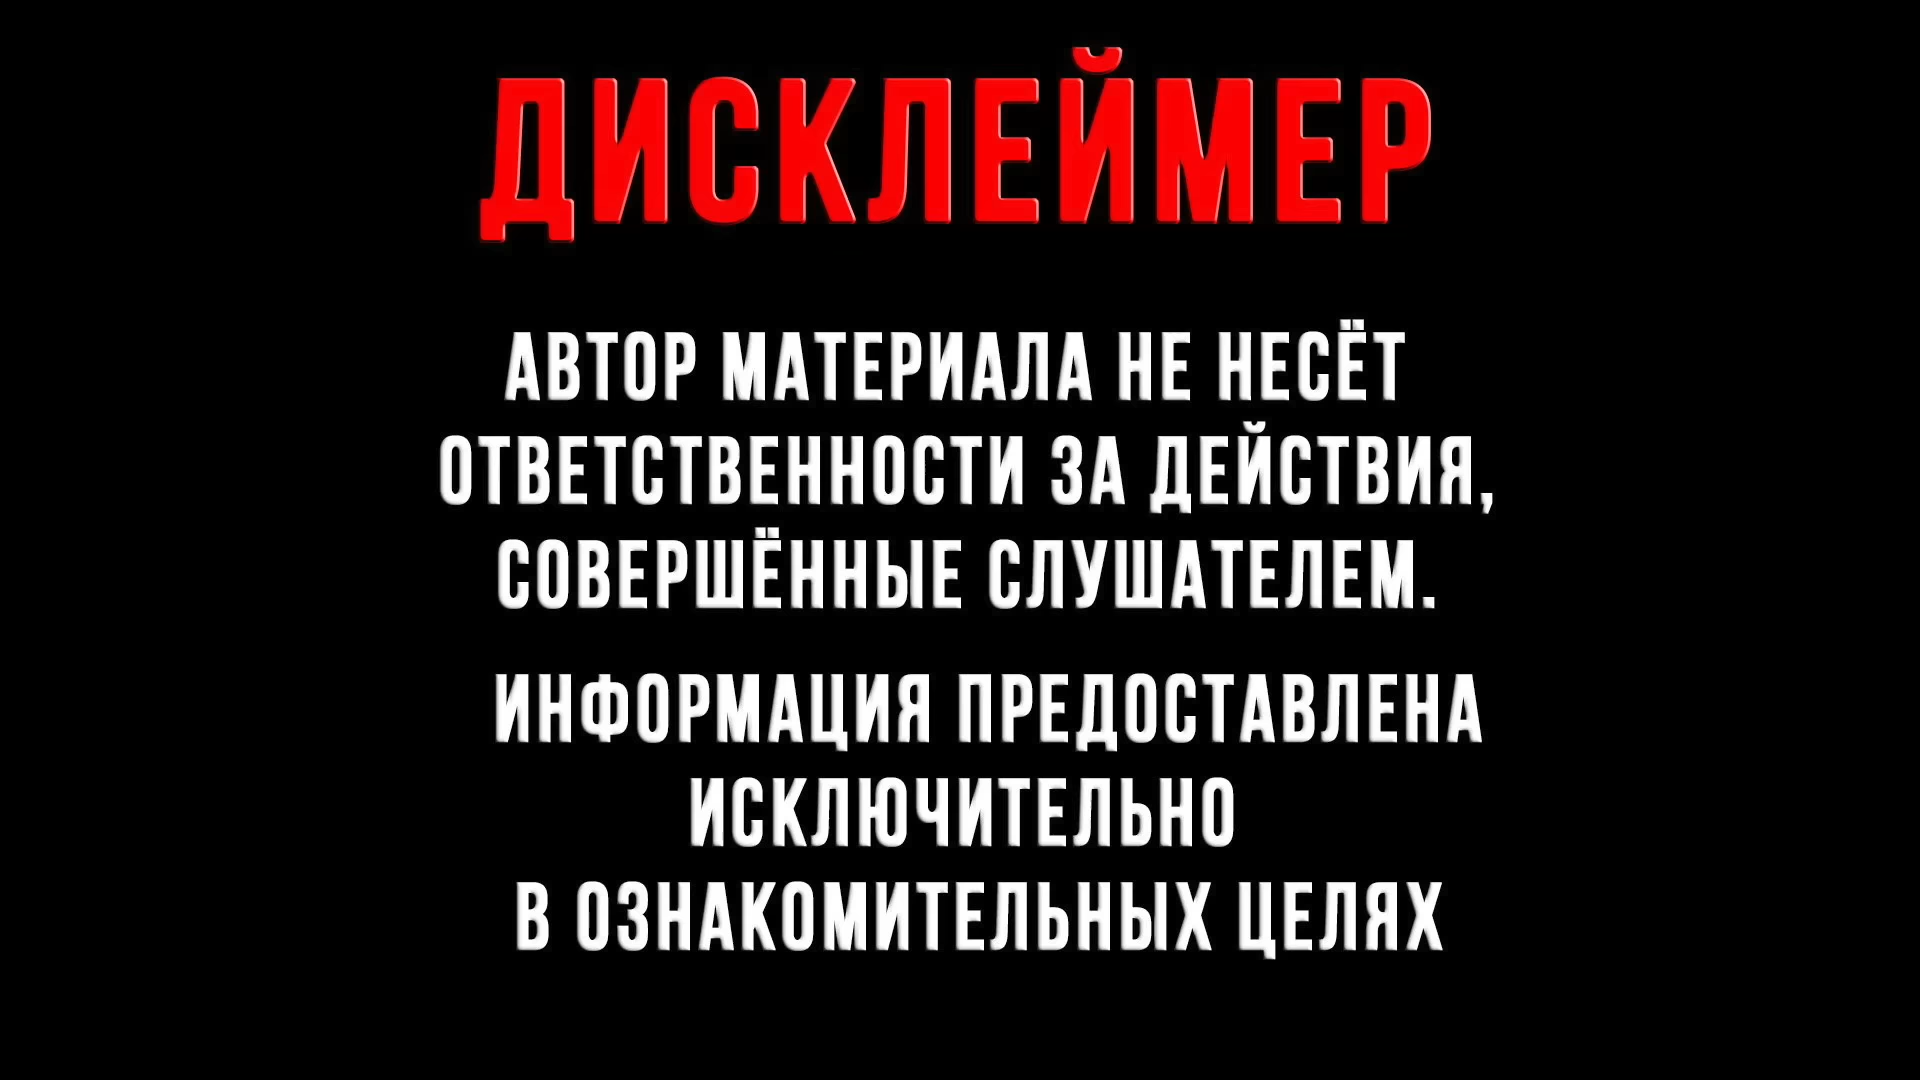 ДИСКЛЕЙМЕР
АВТОР МАТЕРИАЛА НЕ НЕСЁТ
ОТВЕТСТВЕННОСТИ ЗА ДЕЙСТВИЯ,
СОВЕРШЁННЫЕ СЛУШАТЕЛЕМ.
ИНФОРМАЦИЯ ПРЕДОСТАВЛЕНА
ИСКЛЮЧИТЕЛЬНО
В ОЗНАКОМИТЕЛЬНЫХ ЦЕЛЯХ